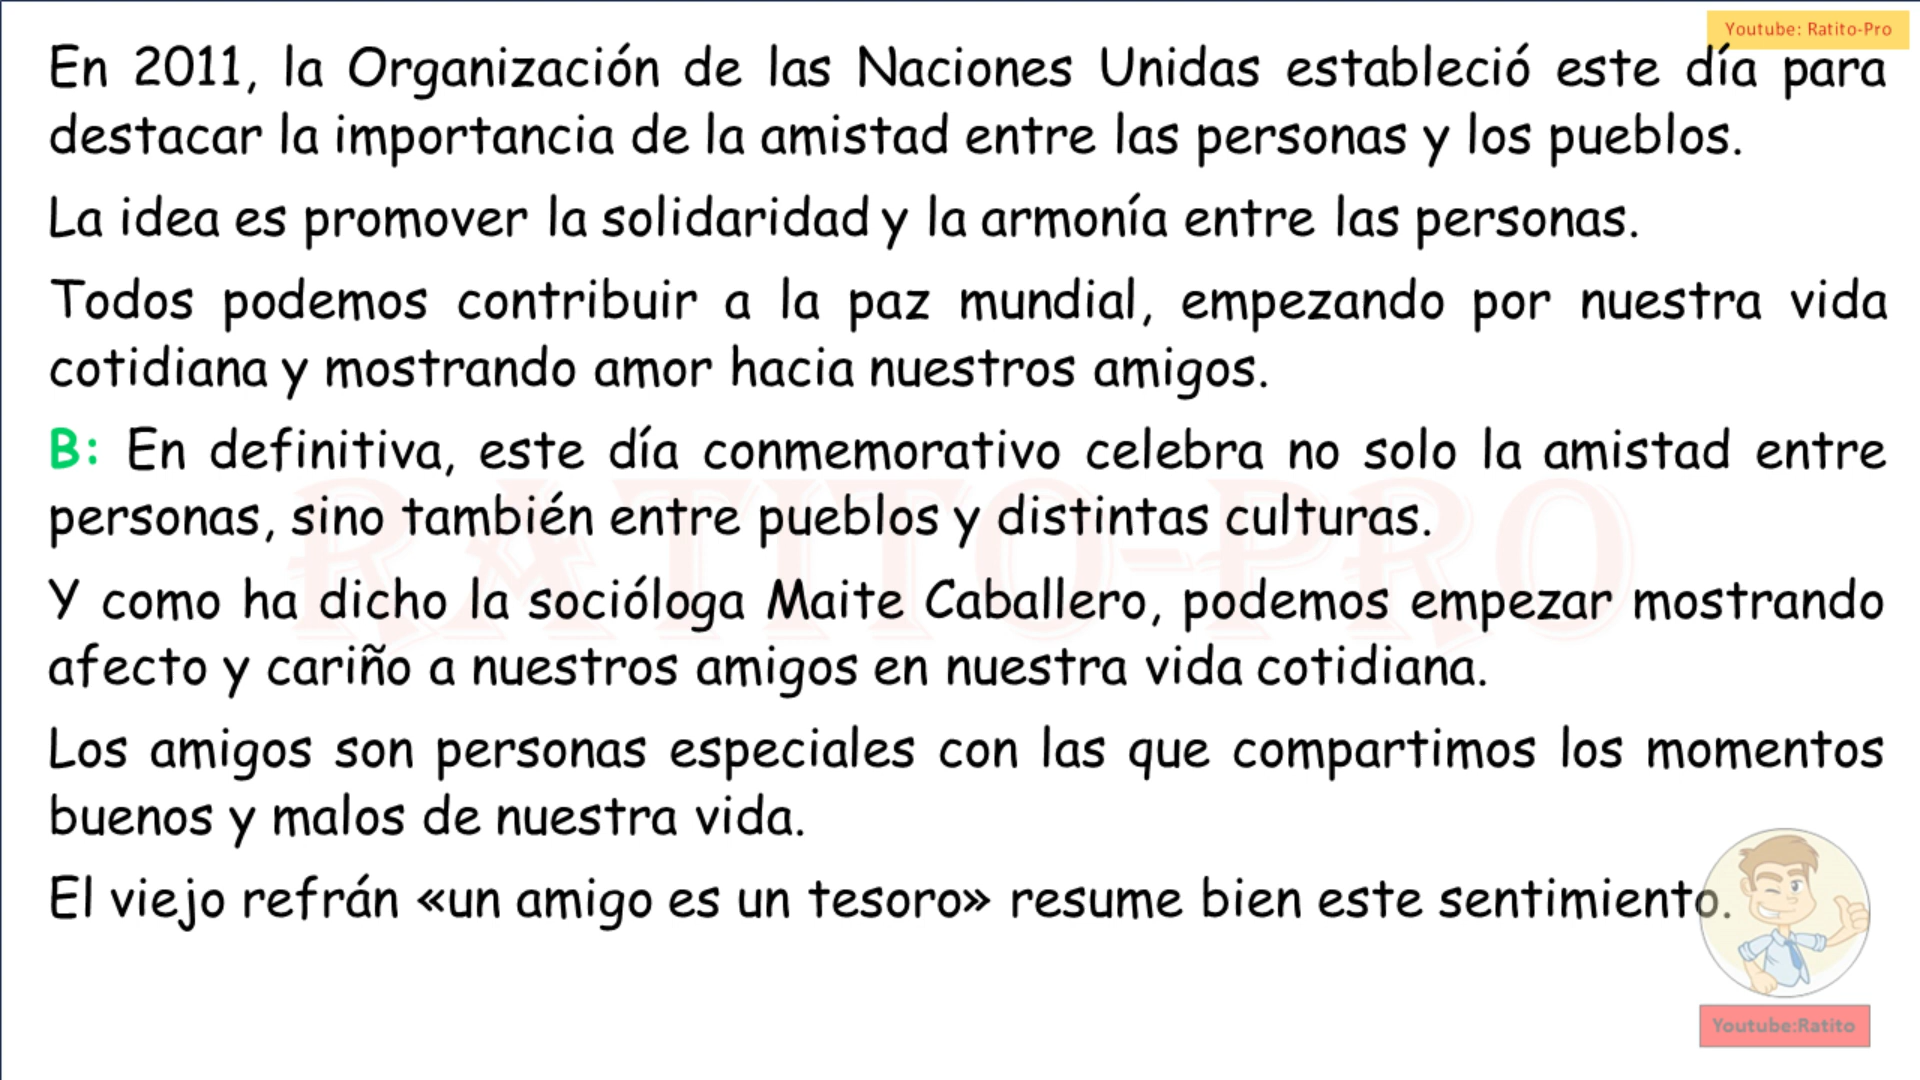 Youtube: Ratito-Pro
En 2011, la Organización de las Naciones Unidas estableció este día para
destacar la importancia de la amistad entre las personas y los pueblos.
La idea es promover la solidaridad y la armonía entre las personas.
Todos podemos contribuir a la paz mundial, empezando por nuestra vida
cotidiana y mostrando amor hacia nuestros amigos.
B: En definitiva, este día conmemorativo celebra no solo la amistad entre
personas, sino también entre pueblos y distintas culturas.
RATITO-PRO
Y como ha dicho la socióloga Maite Caballero, podemos empezar mostrando
afecto y cariño a nuestros amigos en nuestra vida cotidiana.
Los amigos son personas especiales con las que compartimos los momentos
buenos y malos de nuestra vida.
El viejo refrán «un amigo es un tesoro» resume bien este sentimiento.
Youtube:Ratito